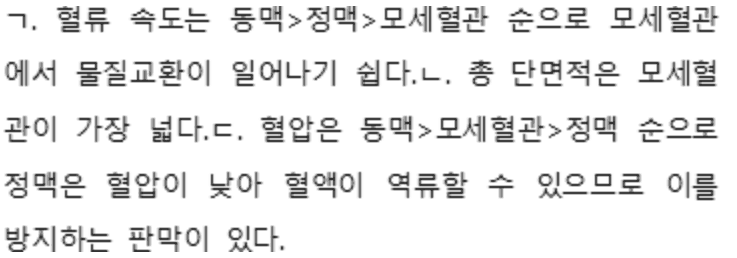 ㄱ. 혈류 속도는 동맥>정맥>모세혈관 순으로 모세혈관
에서 물질교환이 일어나기 쉽다.ㄴ. 총 단면적은 모세혈
관이 가장 넓다.ㄷ. 혈압은 동맥>모세혈관>정맥 순으로
정맥은 혈압이 낮아 혈액이 역류할 수 있으므로 이를
방지하는 판막이 있다.